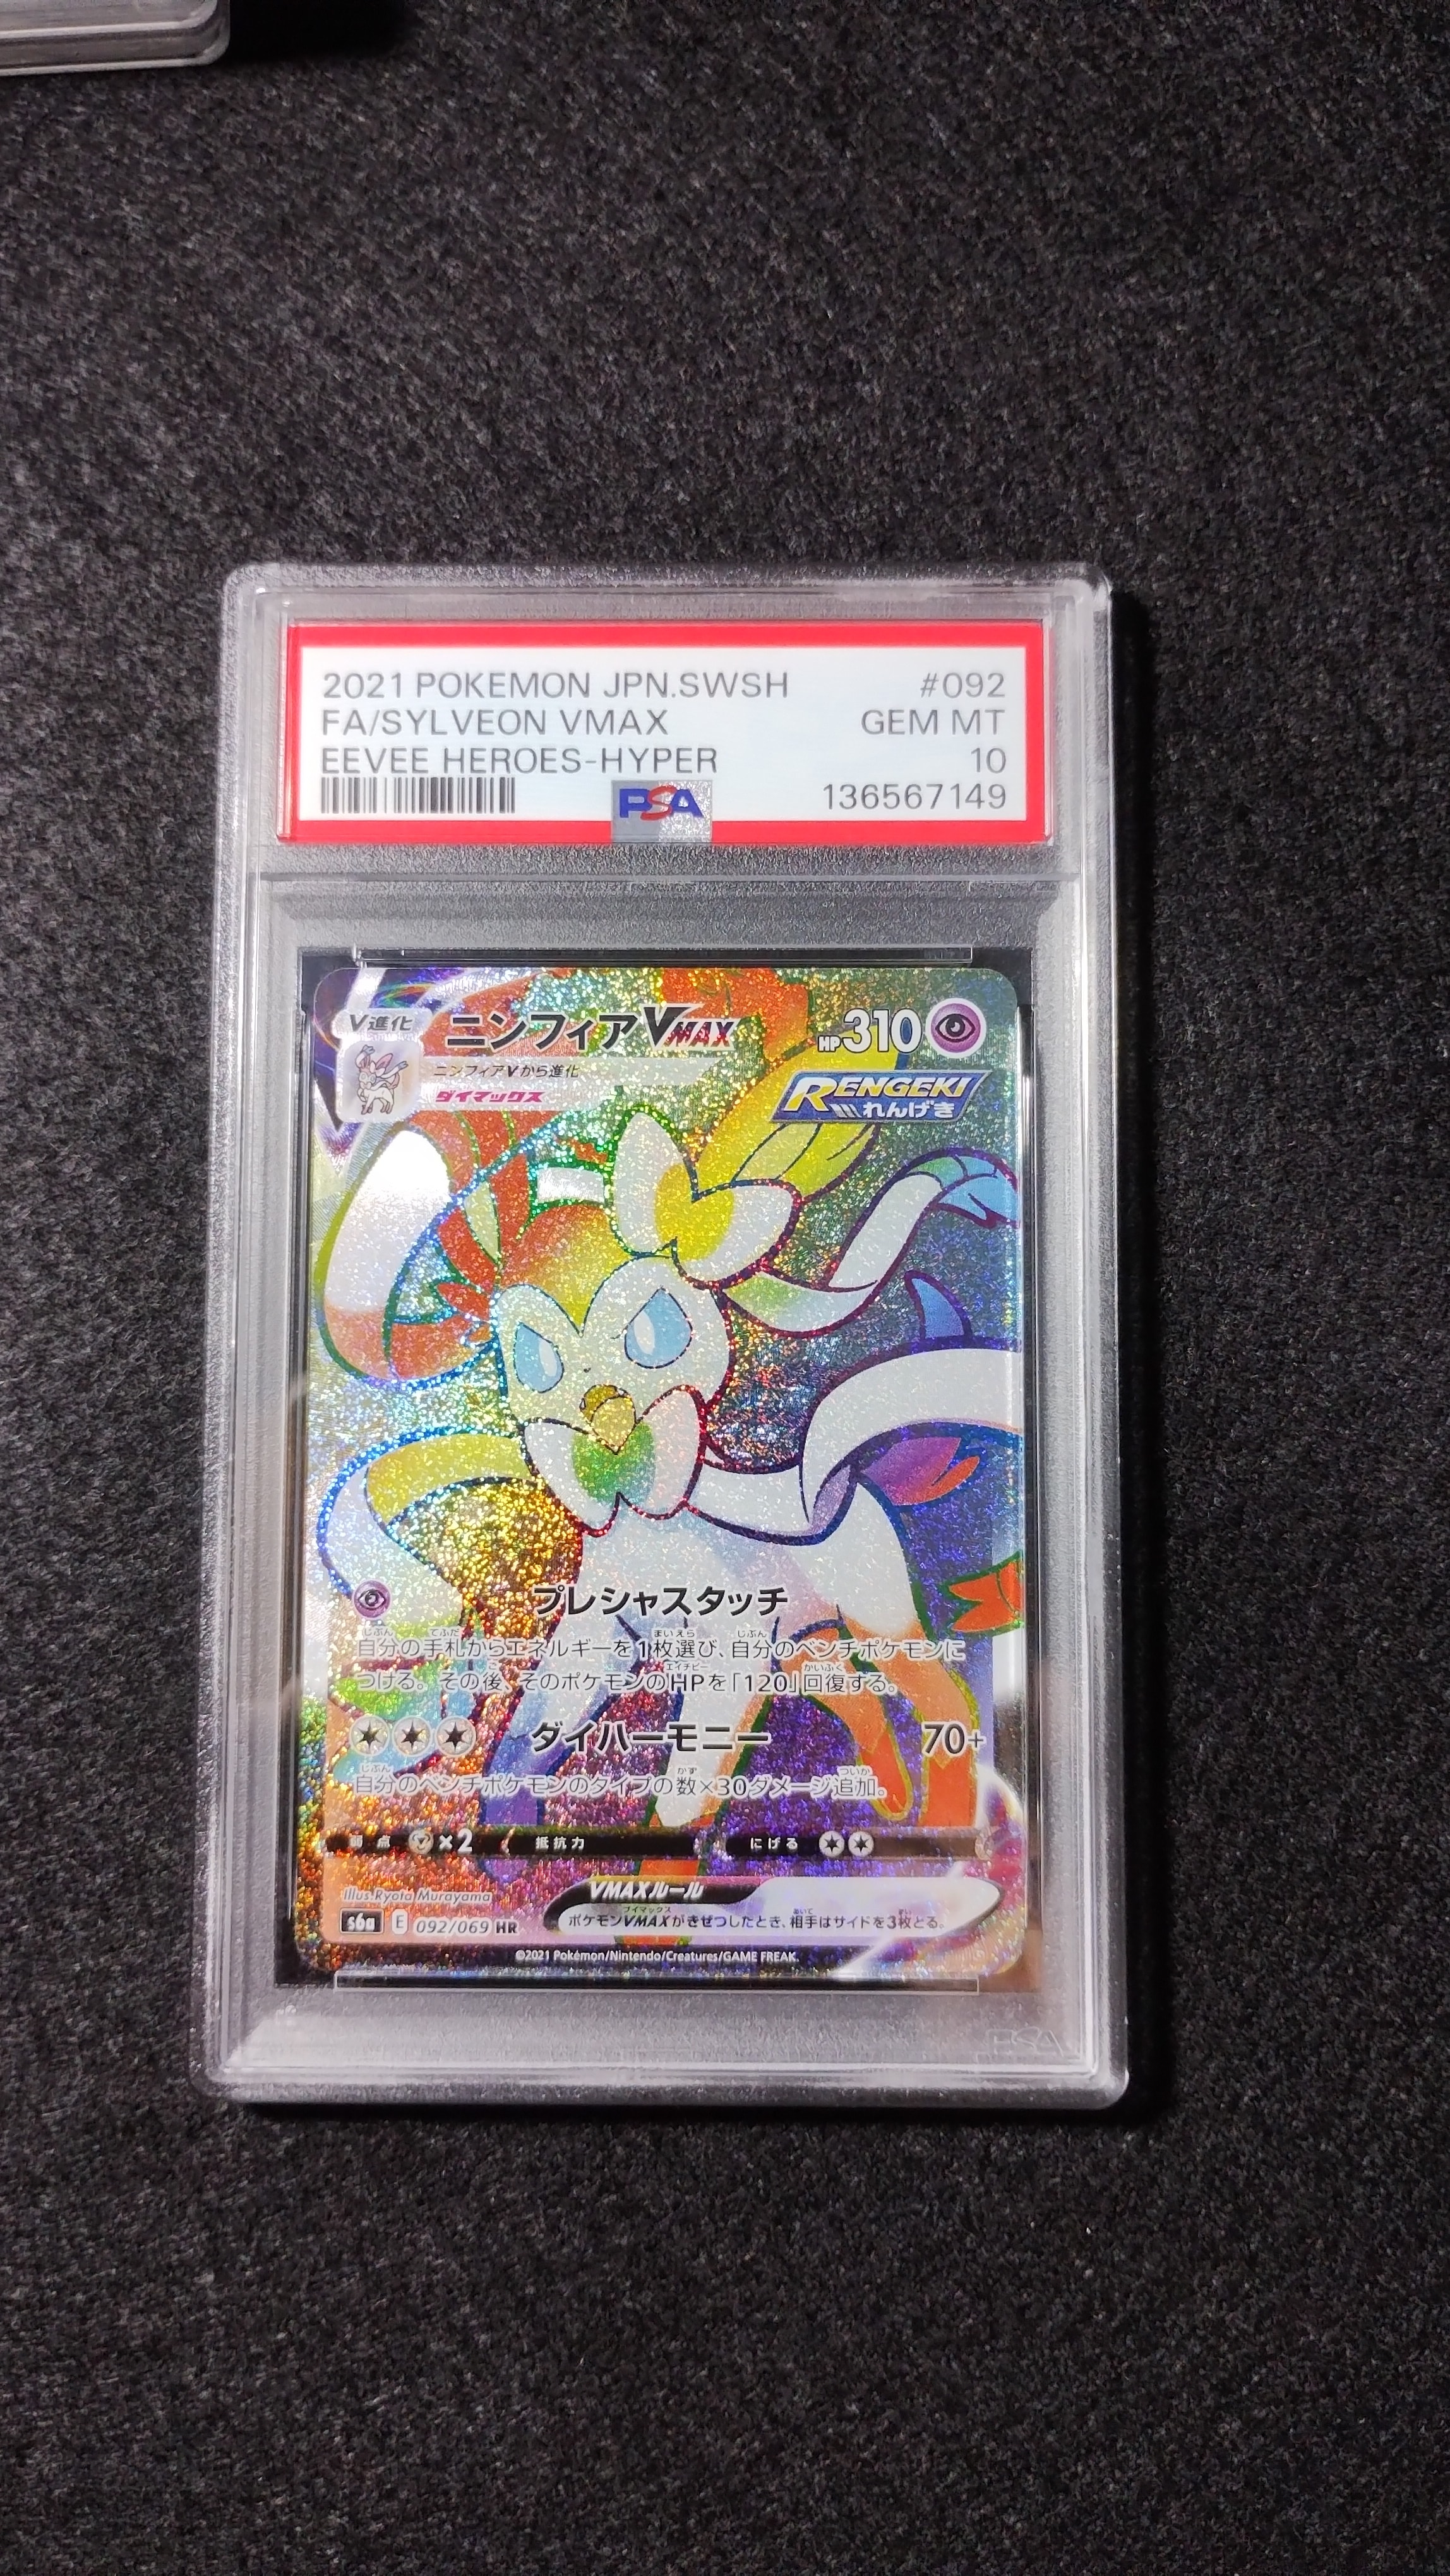 2021 POKEMON JPN.SWSH #092
FA/SYLVEON VMAX GEM MT
EEVEE HEROES-HYPER 10
PSA 136567149
V進化 ニンフィアVMAX HP310
ニンフィアVから進化
ダイマックス
RENGEKI
れんげき
プレシャスタッチ
自分の手札からエネルギーを1枚選び、自分のベンチポケモンに
つける。その後、そのポケモンのHPを「120」回復する。
ダイハーモニー 70+
自分のベンチポケモンのタイプの数×30ダメージ追加。
弱点 ×2 抵抗力 にげる
Illus. Ryota Murayama
VMAXルール
s6a E 092/069 HR
ポケモンVMAXがきぜつしたとき、相手はサイドを3枚とる。
©2021 Pokémon/Nintendo/Creatures/GAME FREAK.
PSA